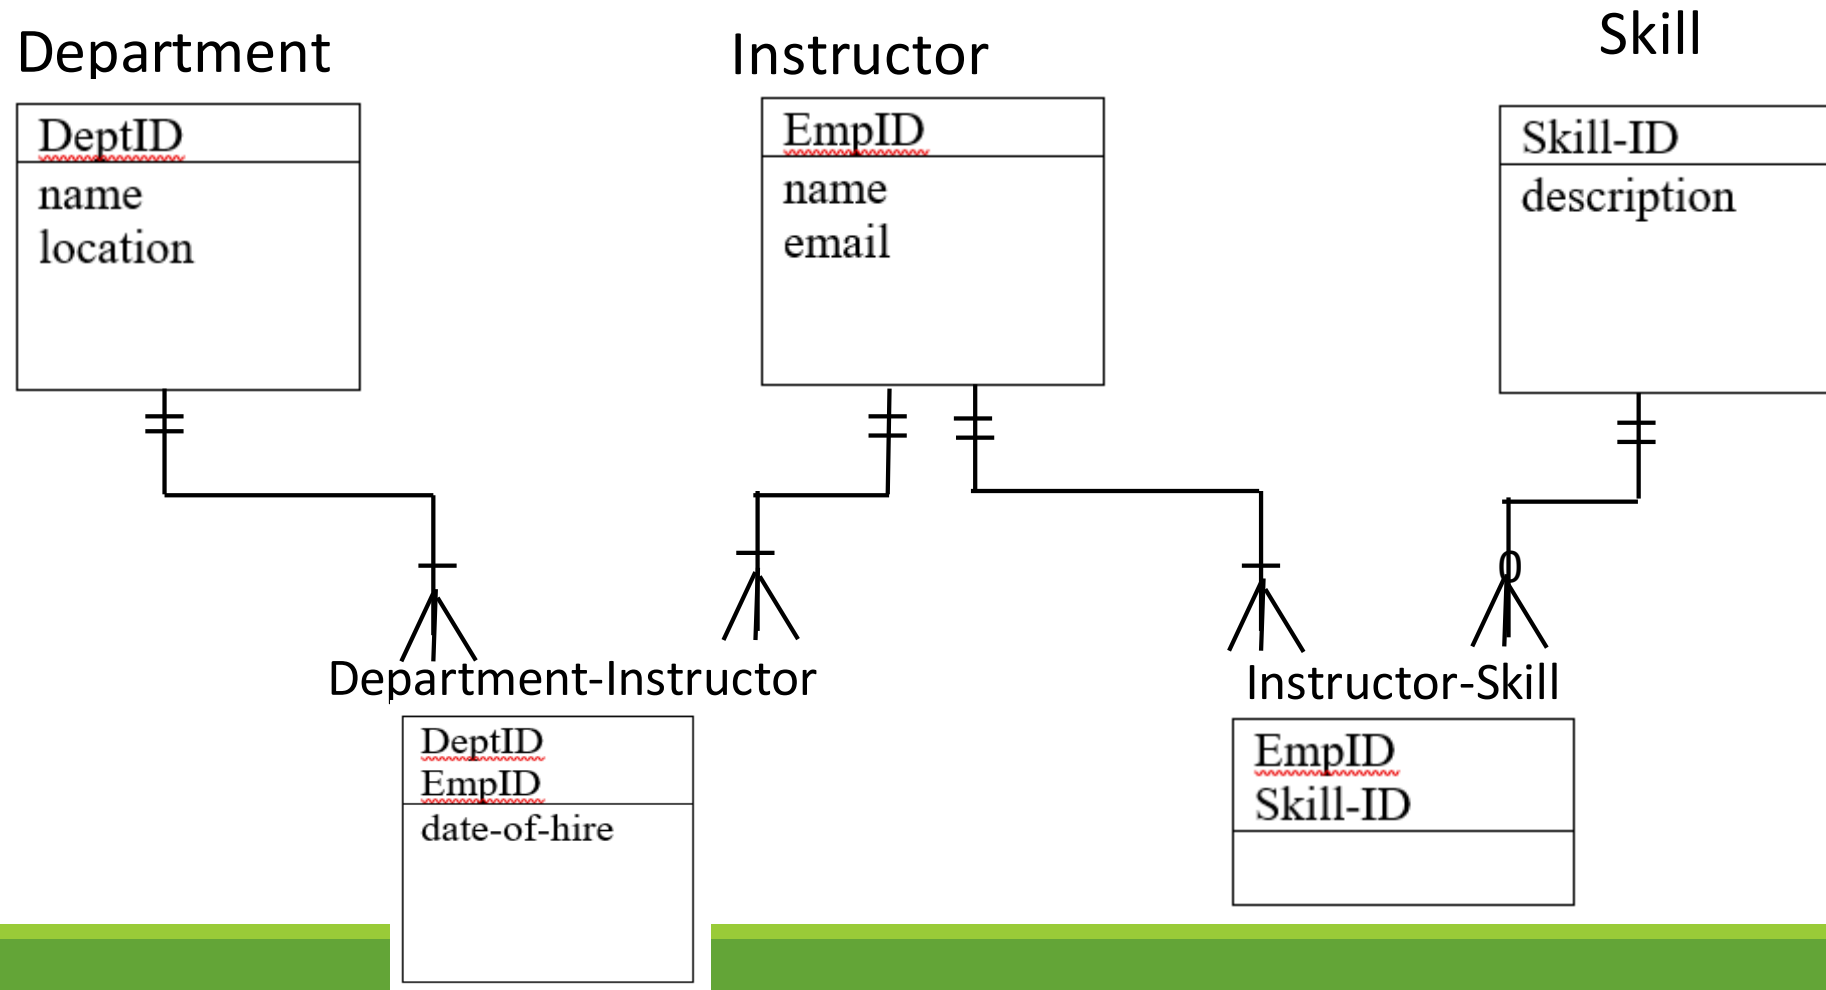 Department
DeptID
name
location
Instructor
EmpID
name
email
Skill
Skill-ID
description
0
Department-Instructor
DeptID
EmpID
date-of-hire
Instructor-Skill
EmpID
Skill-ID